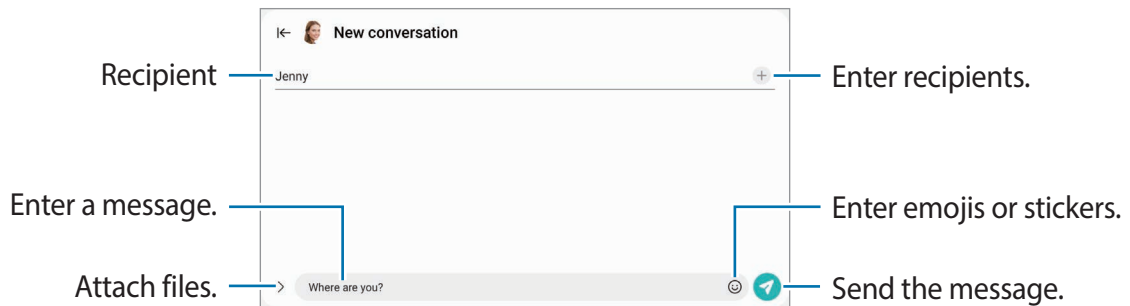 New conversation
Recipient
Jenny
Enter recipients.
Enter a message.
Enter emojis or stickers.
Attach files.
Where are you?
Send the message.